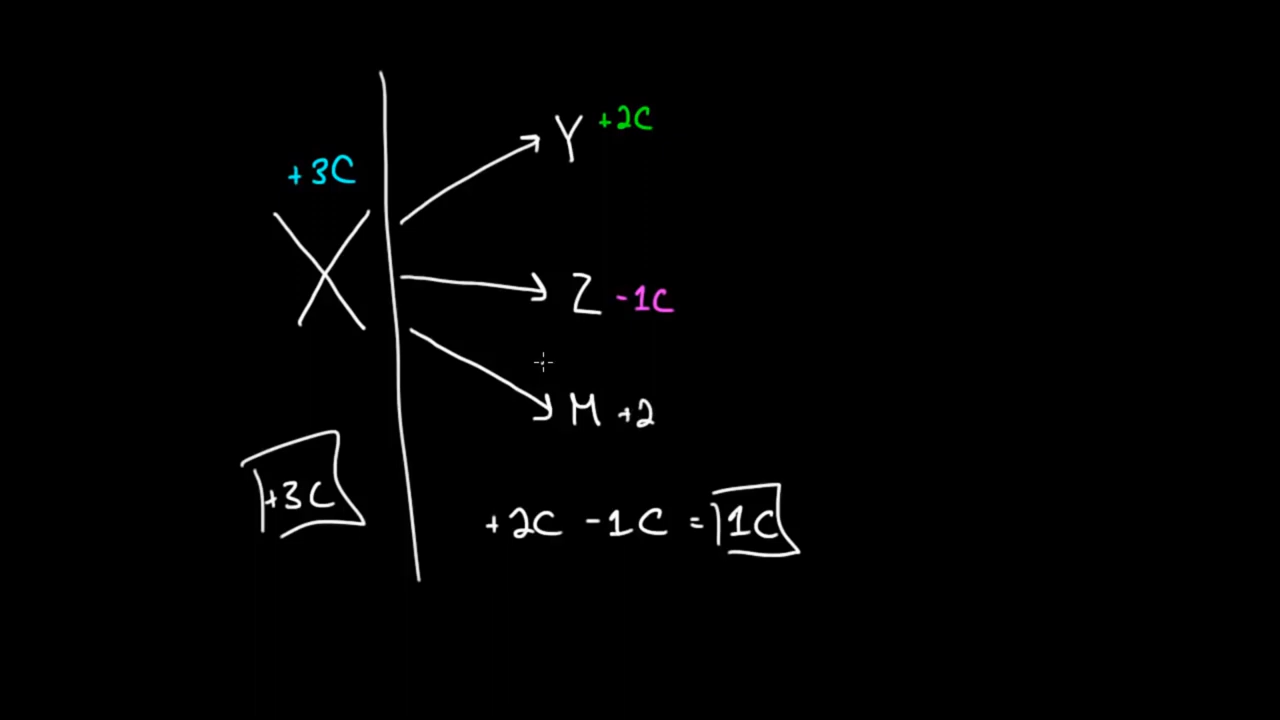 Y +2C
+3C
X
Z -1C
M +2
+3C
+2C -1C = 1C